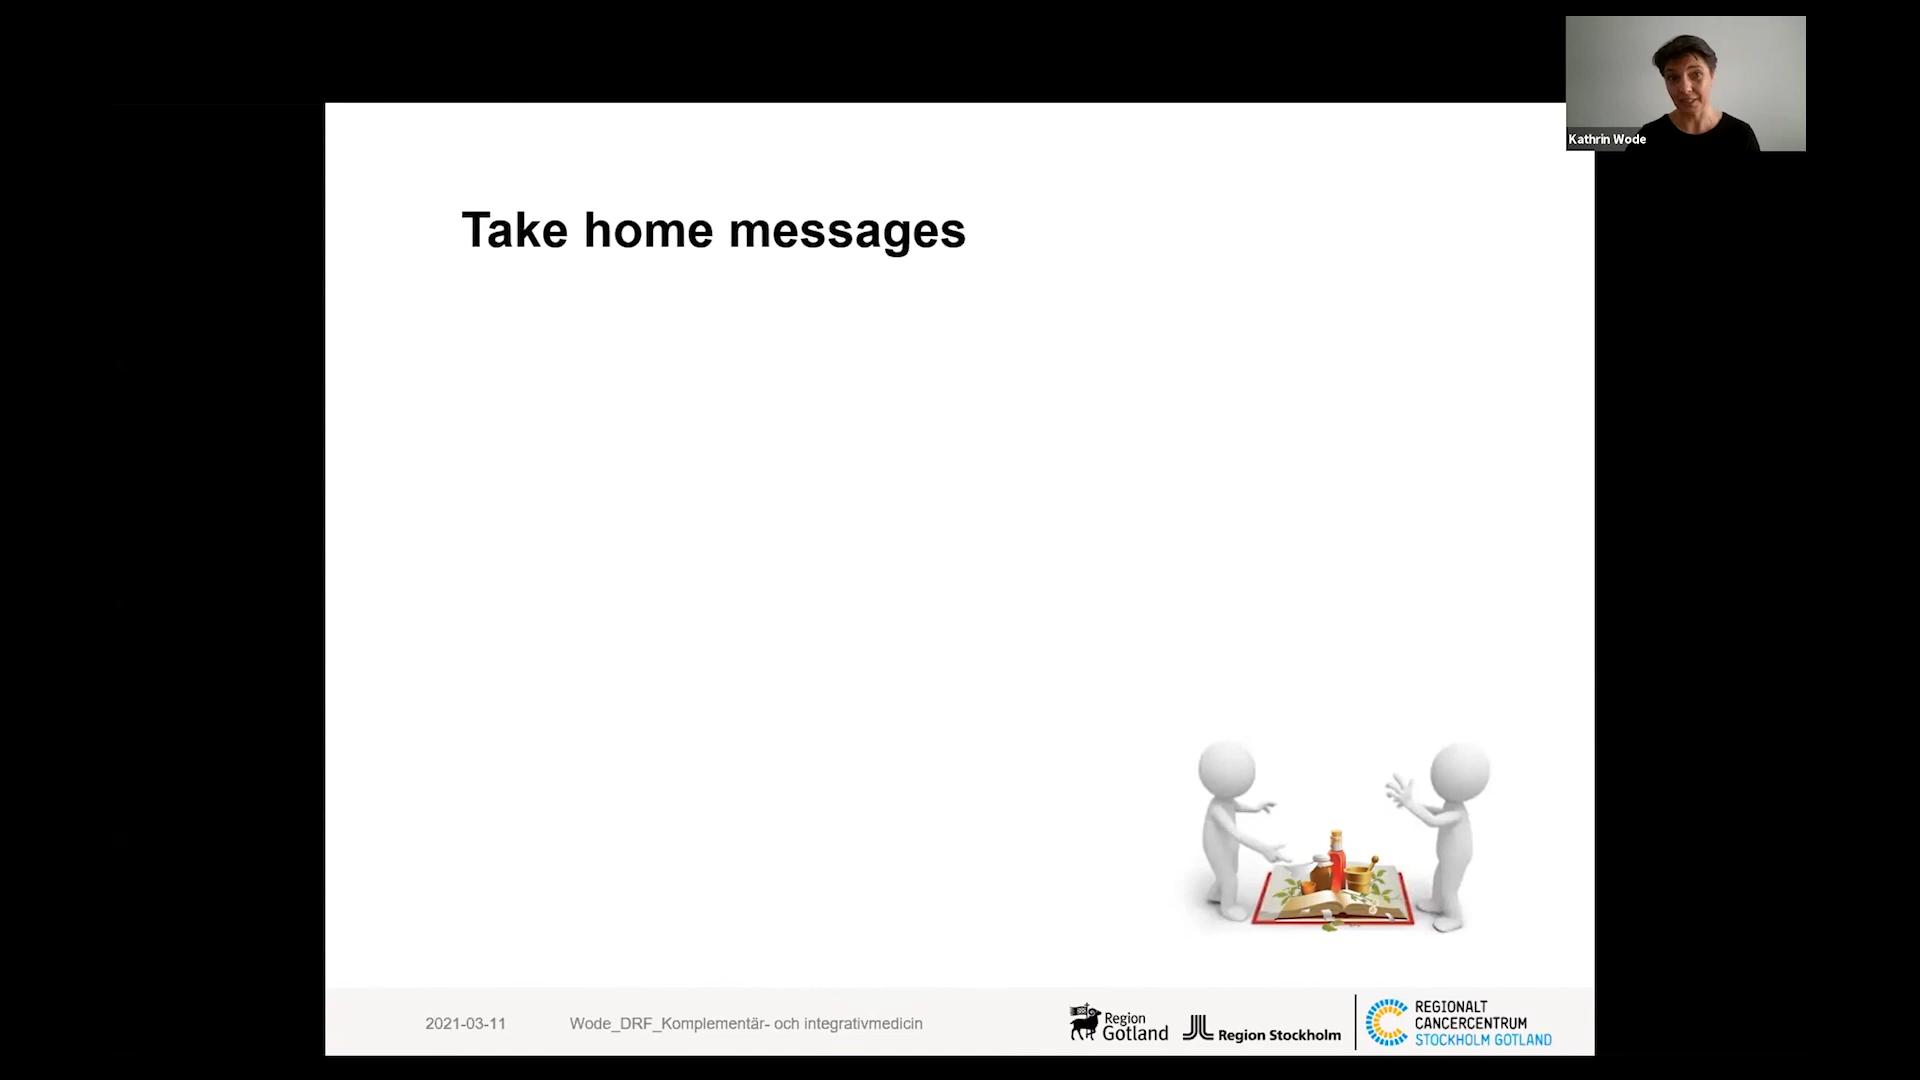 Kathrin Wode
Take home messages
2021-03-11
Wode_DRF_Komplementär- och integrativmedicin
Region
Gotland
Region Stockholm
REGIONALT
CANCERCENTRUM
STOCKHOLM GOTLAND